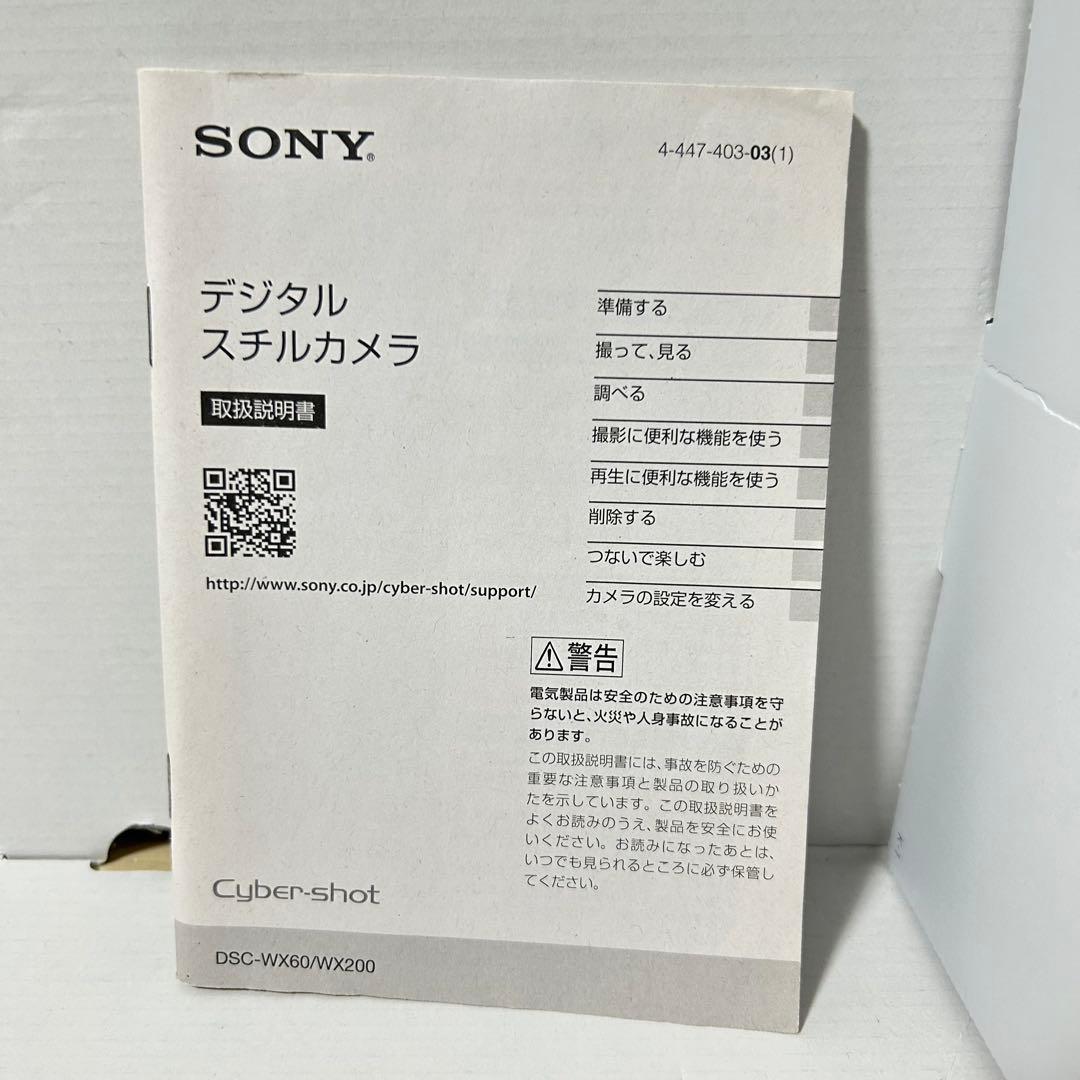 SONY®
4-447-403-03(1)
デジタル
スチルカメラ
取扱説明書
http://www.sony.co.jp/cyber-shot/support/
準備する
撮って、見る
調べる
撮影に便利な機能を使う
再生に便利な機能を使う
削除する
つないで楽しむ
カメラの設定を変える
警告
電気製品は安全のための注意事項を守
らないと、火災や人身事故になることが
あります。
この取扱説明書には、事故を防ぐための
重要な注意事項と製品の取り扱いか
たを示しています。この取扱説明書を
よくお読みのうえ、製品を安全にお使
いください。お読みになったあとは、
いつでも見られるところに必ず保管し
てください。
Cyber-shot
DSC-WX60/WX200